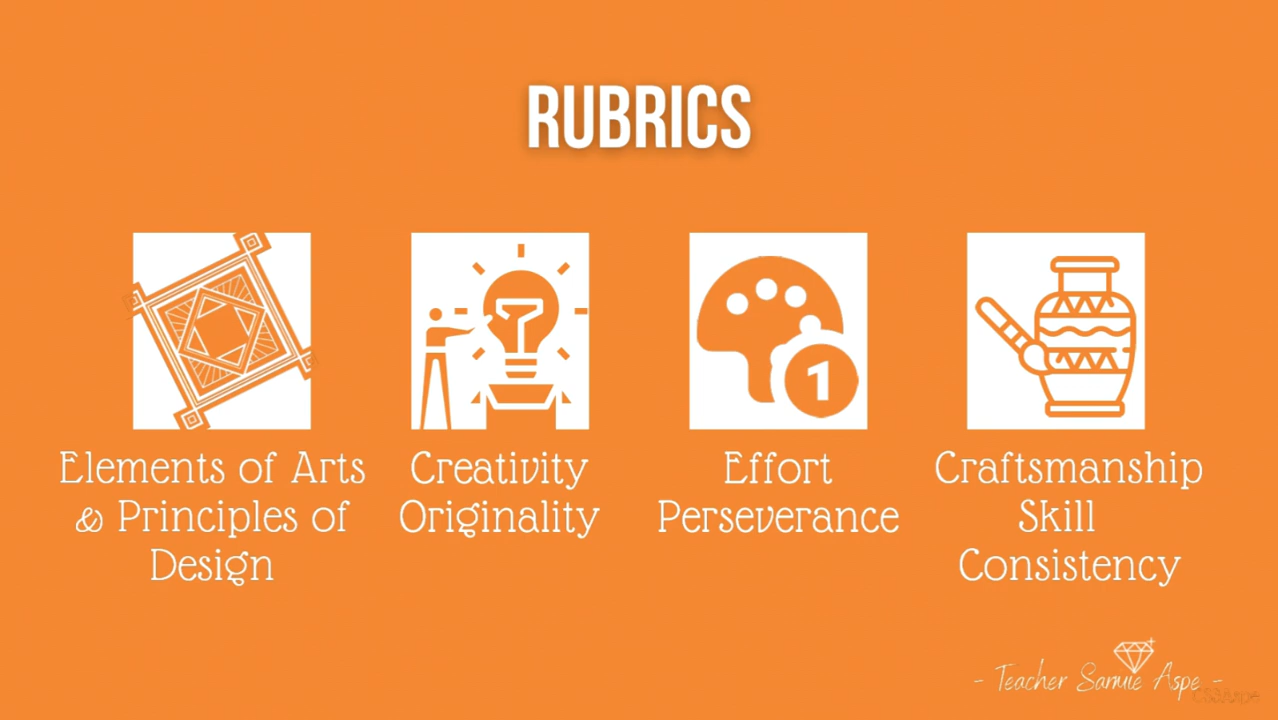 RUBRICS
1
Elements of Arts
& Principles of
Design
Creativity
Originality
Effort
Perseverance
Craftsmanship
Skill
Consistency
- Teacher Samie Aspe -